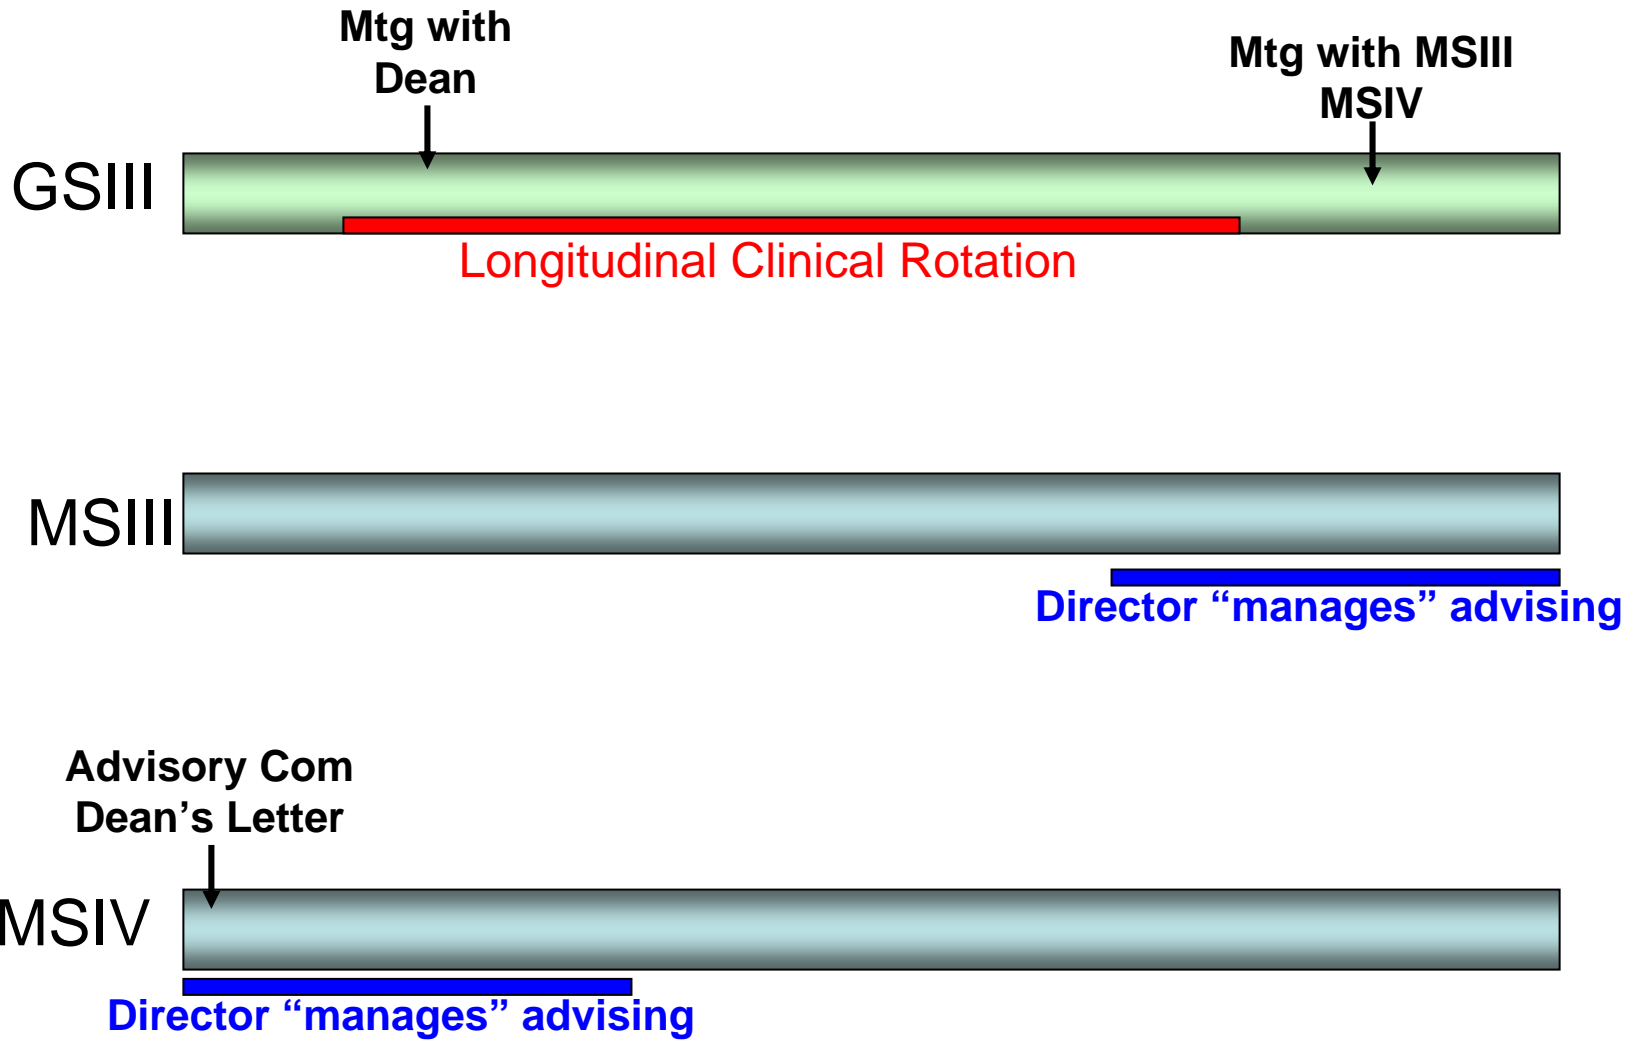 Mtg with
Dean
Mtg with MSIII
MSIV
GSIII
Longitudinal Clinical Rotation
MSIII
Director “manages” advising
Advisory Com
Dean’s Letter
MSIV
Director “manages” advising